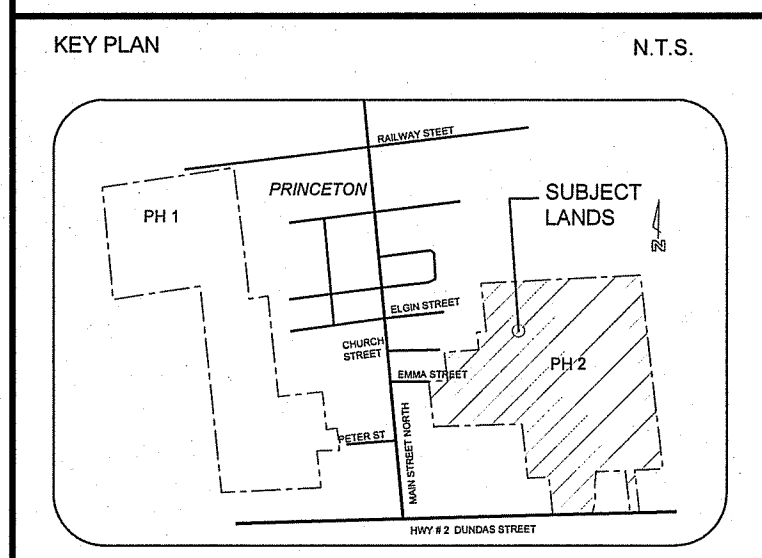 KEY PLAN
N.T.S.
RAILWAY STEET
PRINCETON
SUBJECT
LANDS
PH 1
N
ELGIN STREET
CHURCH
STREET
PH 2
EMMA STREET
PETER ST
MAIN STREET NORTH
HWY # 2 DUNDAS STREET